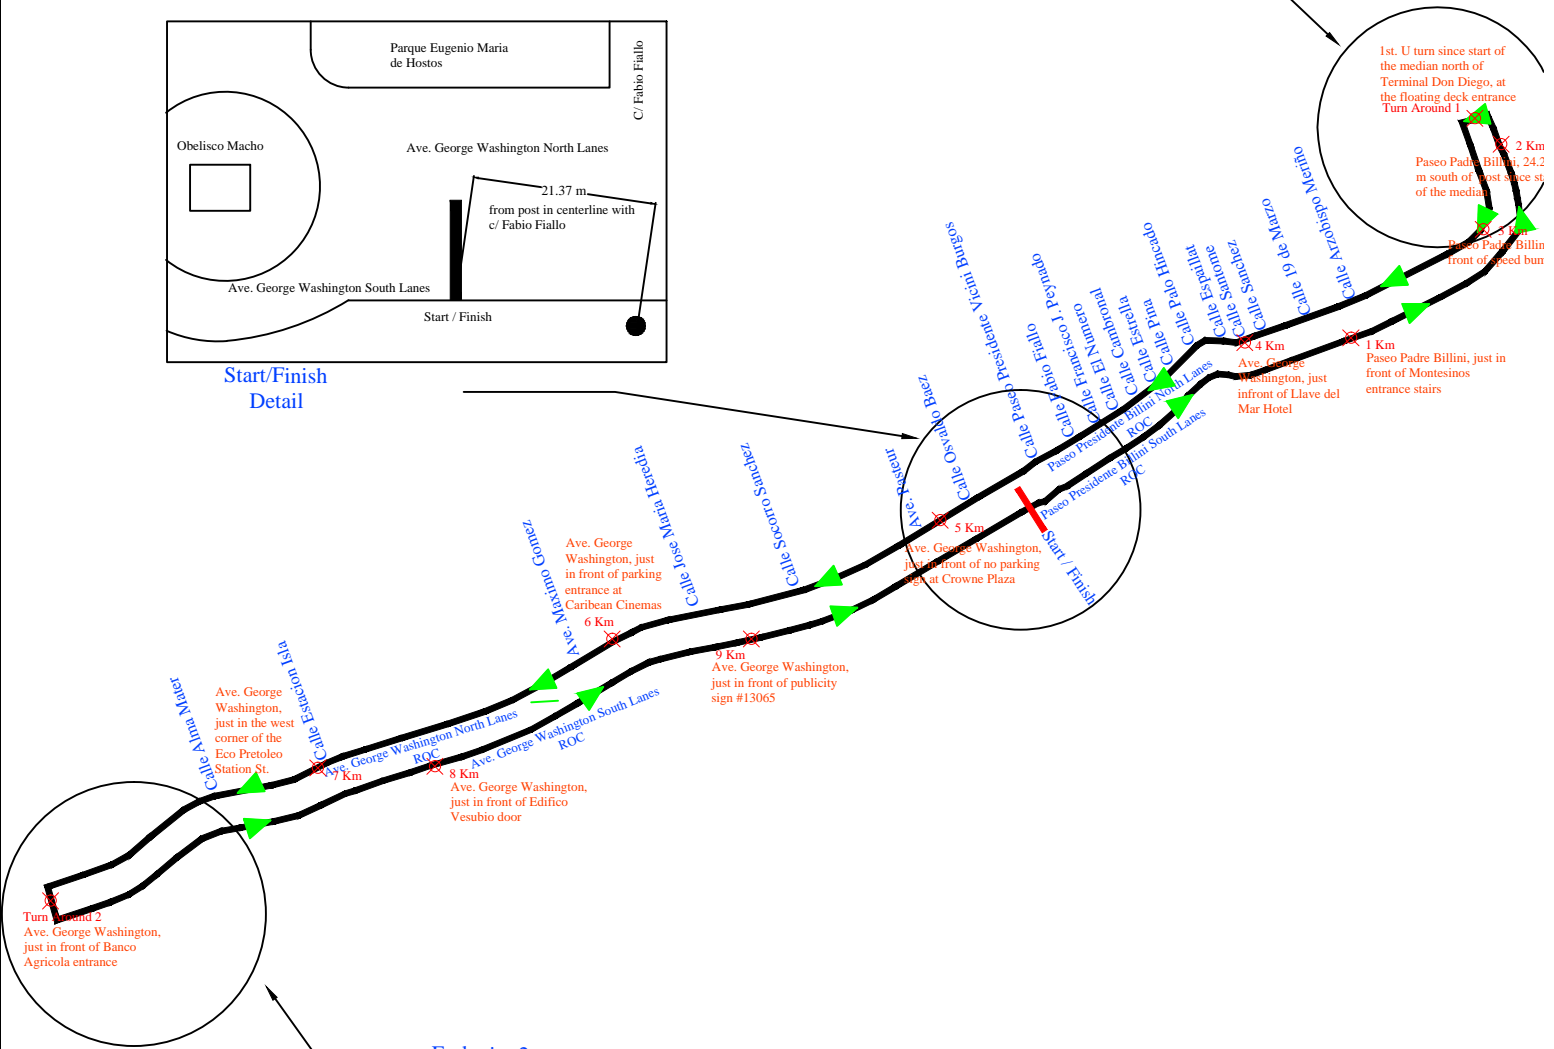 Parque Eugenio Maria
de Hostos
C/ Fabio Fiallo
Obelisco Macho
Ave. George Washington North Lanes
21.37 m
from post in centerline with
c/ Fabio Fiallo
Ave. George Washington South Lanes
Start / Finish
Start/Finish
Detail
1st. U turn since start of
the median north of
Terminal Don Diego, at
the floating deck entrance
Turn Around 1
2 Km
Paseo Padre Billini, 24.2
m south of post since sta
of the median
3 Km
Paseo Padre Billin
front of speed bum
Calle Arzobispo Meriño
Calle 19 de Marzo
Calle Sanchez
Calle Santome
Calle Espaillat
Calle Palo Hincado
Calle Pina
Calle Estrella
Calle Cambronal
Calle El Numero
Calle Francisco J. Peynado
Calle Fabio Fiallo
Calle Paseo Presidente Vicini Burgos
Calle Osvaldo Baez
Ave. Pasteur
4 Km
Ave. George
Washington, just
infront of Llave del
Mar Hotel
1 Km
Paseo Padre Billini, just in
front of Montesinos
entrance stairs
Paseo Presidente Billini North Lanes
ROC
Paseo Presidente Billini South Lanes
ROC
Start / Finish
5 Km
Ave. George Washington,
just in front of no parking
sign at Crowne Plaza
Calle Socorro Sanchez
Calle Jose Maria Heredia
Ave. Maximo Gomez
Ave. George
Washington, just
in front of parking
entrance at
Caribean Cinemas
6 Km
9 Km
Ave. George Washington,
just in front of publicity
sign #13065
Calle Estacion Isla
Calle Alma Mater
Ave. George
Washington,
just in the west
corner of the
Eco Pretoleo
Station St.
7 Km
Ave. George Washington North Lanes
ROC
Ave. George Washington South Lanes
ROC
8 Km
Ave. George Washington,
just in front of Edifico
Vesubio door
Turn Around 2
Ave. George Washington,
just in front of Banco
Agricola entrance